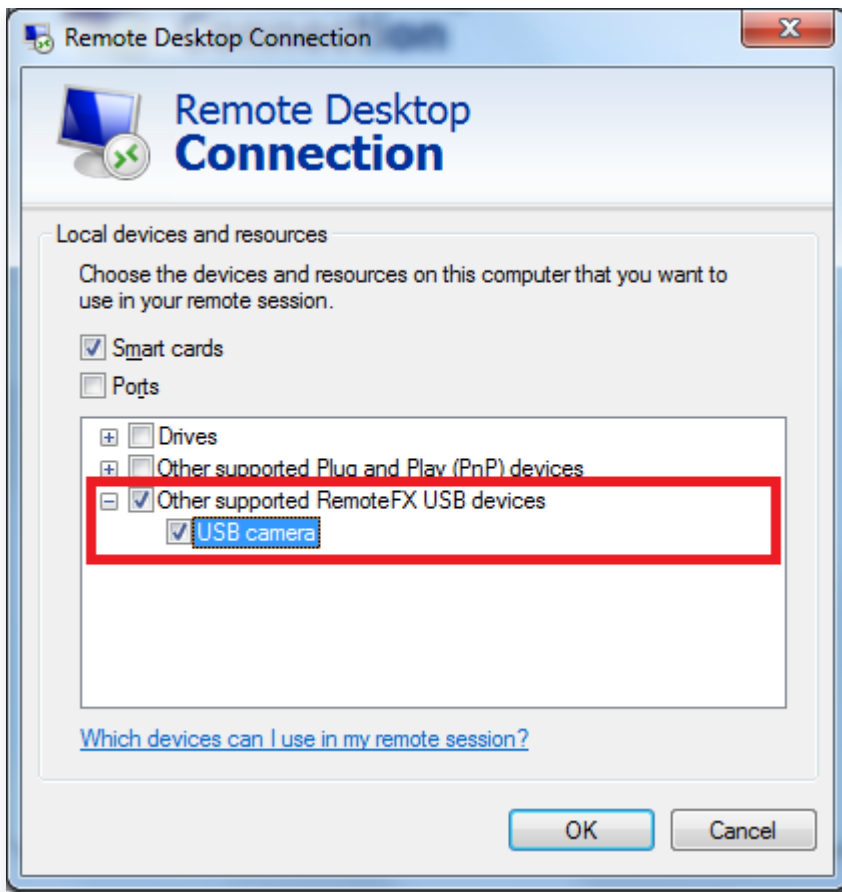 Remote Desktop Connection
Remote Desktop
Connection
Local devices and resources
Choose the devices and resources on this computer that you want to
use in your remote session.
Smart cards
Ports
Drives
Other supported Plug and Play (PnP) devices
Other supported RemoteFX USB devices
USB camera
Which devices can I use in my remote session?
OK
Cancel